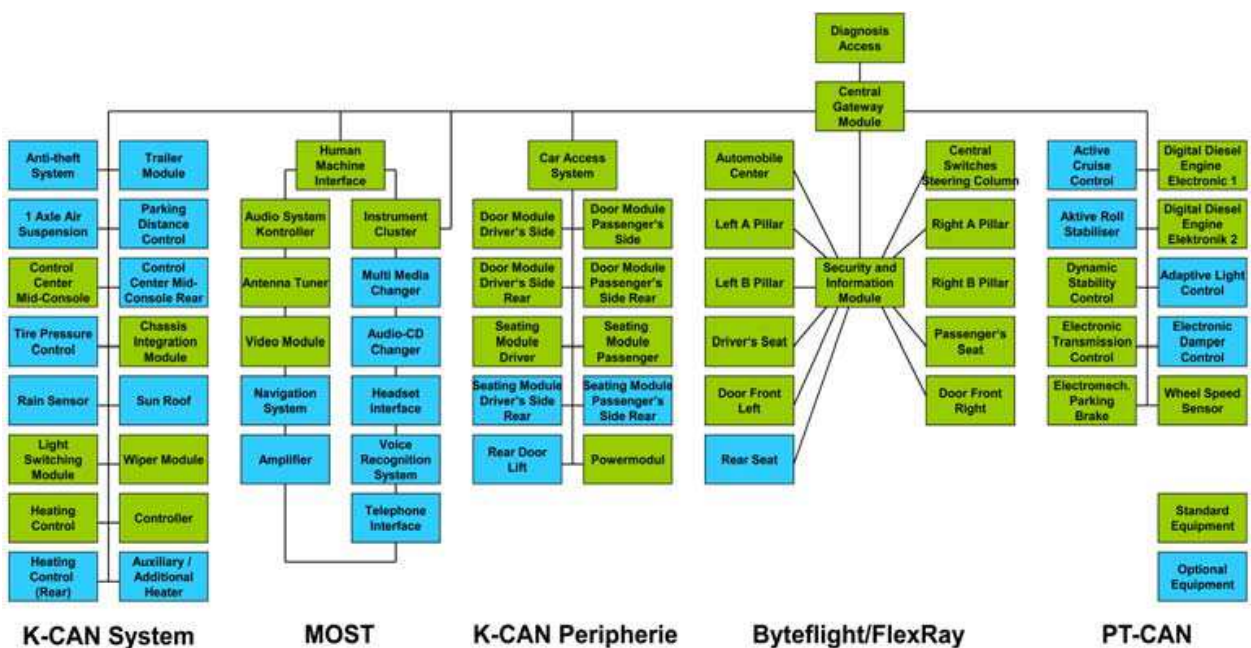 Diagnosis
Access
Central
Gateway
Module
Anti-theft
System
Trailer
Module
1 Axle Air
Suspension
Parking
Distance
Control
Control
Center
Mid-Console
Control
Center Mid-
Console Rear
Tire Pressure
Control
Chassis
Integration
Module
Rain Sensor
Sun Roof
Light
Switching
Module
Wiper Module
Heating
Control
Controller
Heating
Control
(Rear)
Auxiliary /
Additional
Heater
K-CAN System
Human
Machine
Interface
Audio System
Kontroller
Instrument
Cluster
Antenna Tuner
Multi Media
Changer
Video Module
Audio-CD
Changer
Navigation
System
Headset
Interface
Amplifier
Voice
Recognition
System
Telephone
Interface
MOST
Car Access
System
Door Module
Driver's Side
Door Module
Passenger's
Side
Door Module
Driver's Side
Rear
Door Module
Passenger's
Side Rear
Seating
Module
Driver
Seating
Module
Passenger
Seating Module
Driver's Side
Rear
Seating Module
Passenger's
Side Rear
Rear Door
Lift
Powermodul
K-CAN Peripherie
Automobile
Center
Central
Switches
Steering Column
Left A Pillar
Right A Pillar
Left B Pillar
Security and
Information
Module
Right B Pillar
Driver's Seat
Passenger's
Seat
Door Front
Left
Door Front
Right
Rear Seat
Byteflight/FlexRay
Active
Cruise
Control
Digital Diesel
Engine
Electronic 1
Aktive Roll
Stabiliser
Digital Diesel
Engine
Elektronik 2
Dynamic
Stability
Control
Adaptive Light
Control
Electronic
Transmission
Control
Electronic
Damper
Control
Electromech.
Parking
Brake
Wheel Speed
Sensor
Standard
Equipment
Optional
Equipment
PT-CAN